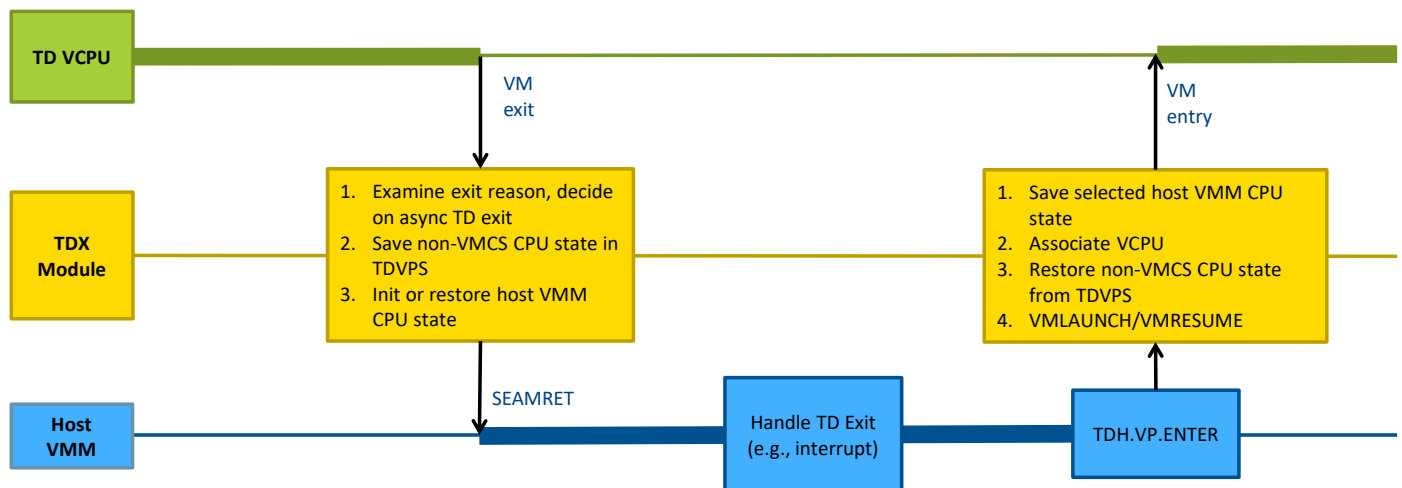 TD VCPU
VM
exit
VM
entry
TDX
Module
1. Examine exit reason, decide
on async TD exit
2. Save non-VMCS CPU state in
TDVPS
3. Init or restore host VMM
CPU state
1. Save selected host VMM CPU
state
2. Associate VCPU
3. Restore non-VMCS CPU state
from TDVPS
4. VMLAUNCH/VMRESUME
SEAMRET
Host
VMM
Handle TD Exit
(e.g., interrupt)
TDH.VP.ENTER